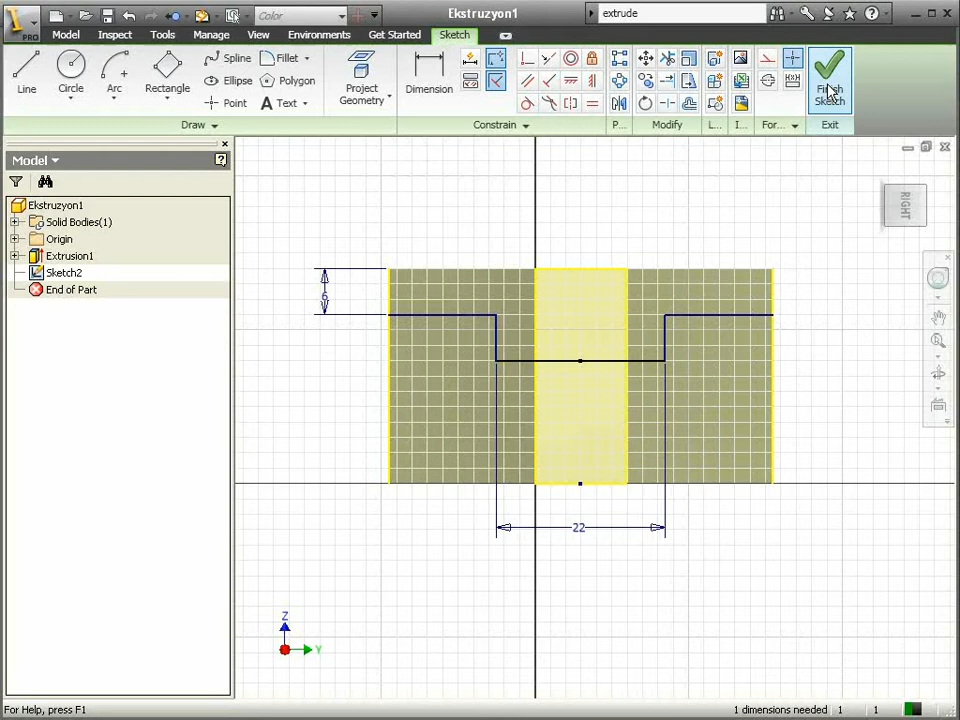 Color
Ekstruzyon1
extrude
PRO
Model
Inspect
Tools
Manage
View
Environments
Get Started
Sketch
Line
Circle
Arc
Rectangle
Spline
Ellipse
Point
Fillet
Polygon
Text
Project
Geometry
Dimension
Finish
Sketch
Draw
Constrain
P...
Modify
L...
I...
For...
Exit
Model
Ekstruzyon1
Solid Bodies(1)
Origin
Extrusion1
Sketch2
End of Part
RIGHT
6
22
Z
Y
For Help, press F1
1 dimensions needed
1
1